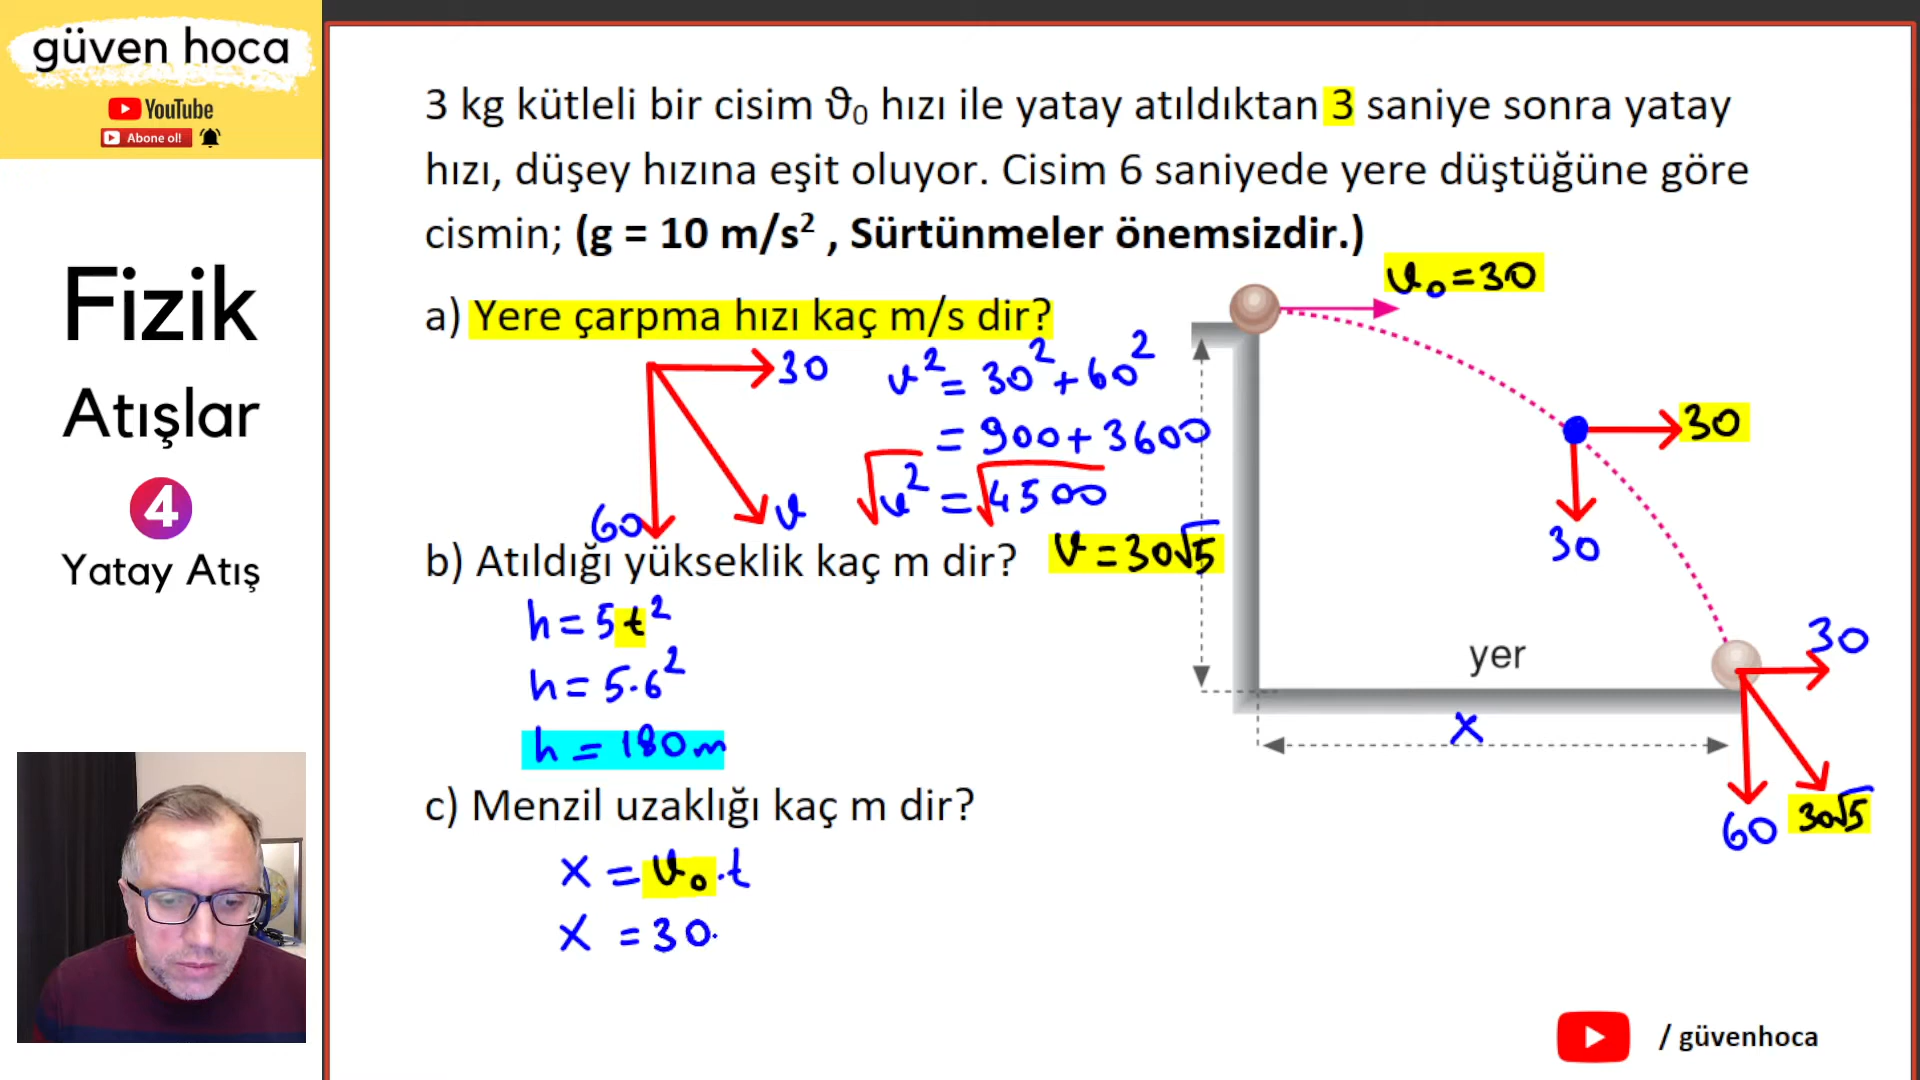 güven hoca
YouTube
Abone ol!
Fizik
Atışlar
4
Yatay Atış
3 kg kütleli bir cisim ϑ₀ hızı ile yatay atıldıktan 3 saniye sonra yatay
hızı, düşey hızına eşit oluyor. Cisim 6 saniyede yere düştüğüne göre
cismin; (g = 10 m/s² , Sürtünmeler önemsizdir.)
a) Yere çarpma hızı kaç m/s dir?
30
60
v
v² = 30² + 60²
= 900 + 3600
√v² = √4500
v = 30√5
b) Atıldığı yükseklik kaç m dir?
h = 5t²
h = 5·6²
h = 180m
c) Menzil uzaklığı kaç m dir?
x = v₀·t
x = 30·
v₀ = 30
30
30
yer
30
x
60
30√5
/ güvenhoca